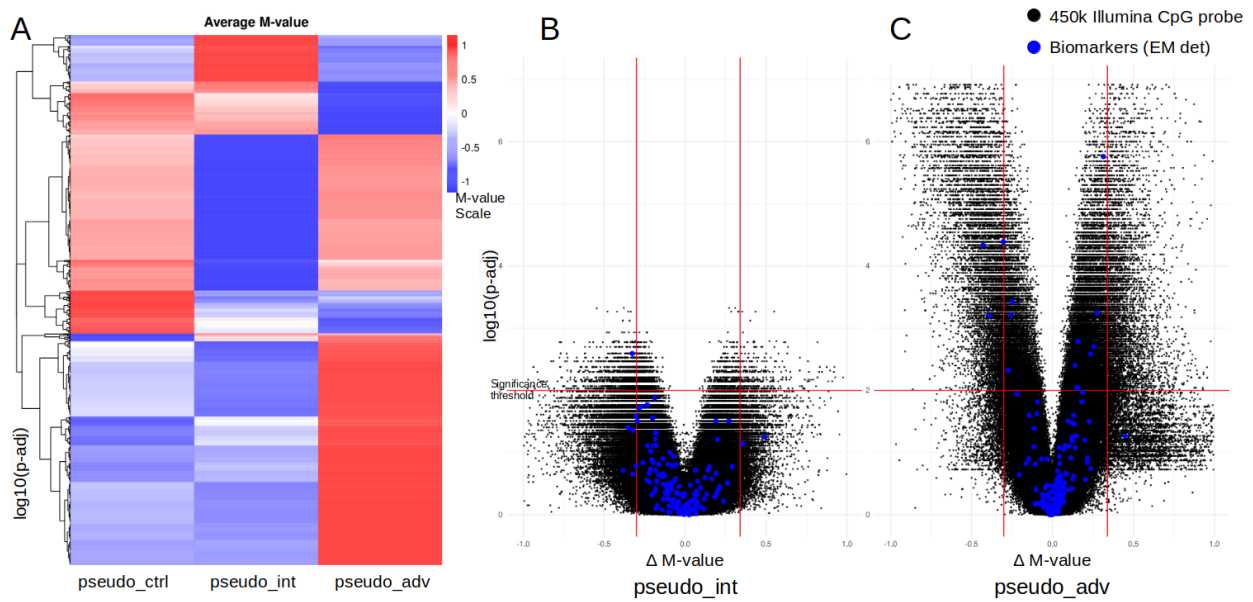 A
Average M-value
B
C
450k Illumina CpG probe
Biomarkers (EM det)
1
0.5
0
-0.5
-1
M-value
Scale
log10(p-adj)
pseudo_ctrl
pseudo_int
pseudo_adv
log10(p-adj)
6
4
2
0
Significance
threshold
-1.0
-0.5
0.0
0.5
1.0
Δ M-value
pseudo_int
6
4
2
0
-1.0
-0.5
0.0
0.5
1.0
Δ M-value
pseudo_adv